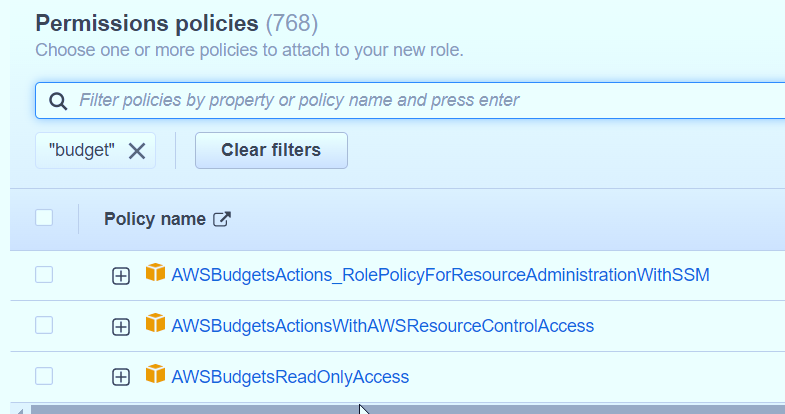 Permissions policies (768)
Choose one or more policies to attach to your new role.
Filter policies by property or policy name and press enter
"budget"
Clear filters
Policy name
AWSBudgetsActions_RolePolicyForResourceAdministrationWithSSM
AWSBudgetsActionsWithAWSResourceControlAccess
AWSBudgetsReadOnlyAccess